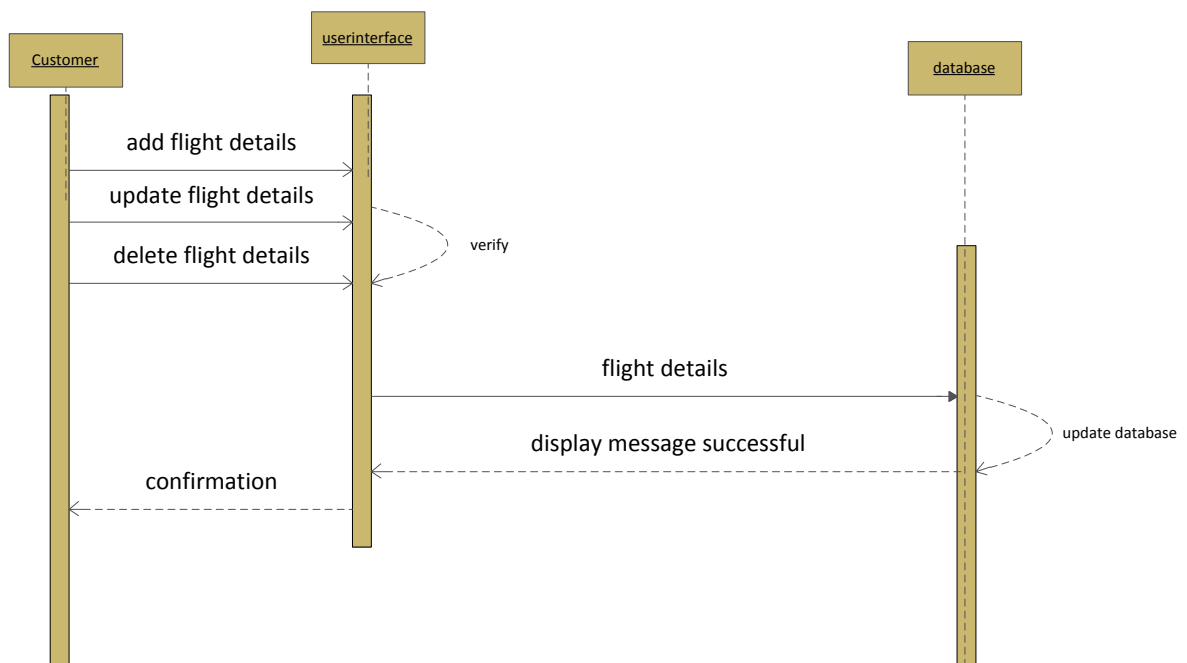 userinterface
Customer
database
add flight details
update flight details
verify
delete flight details
flight details
update database
display message successful
confirmation